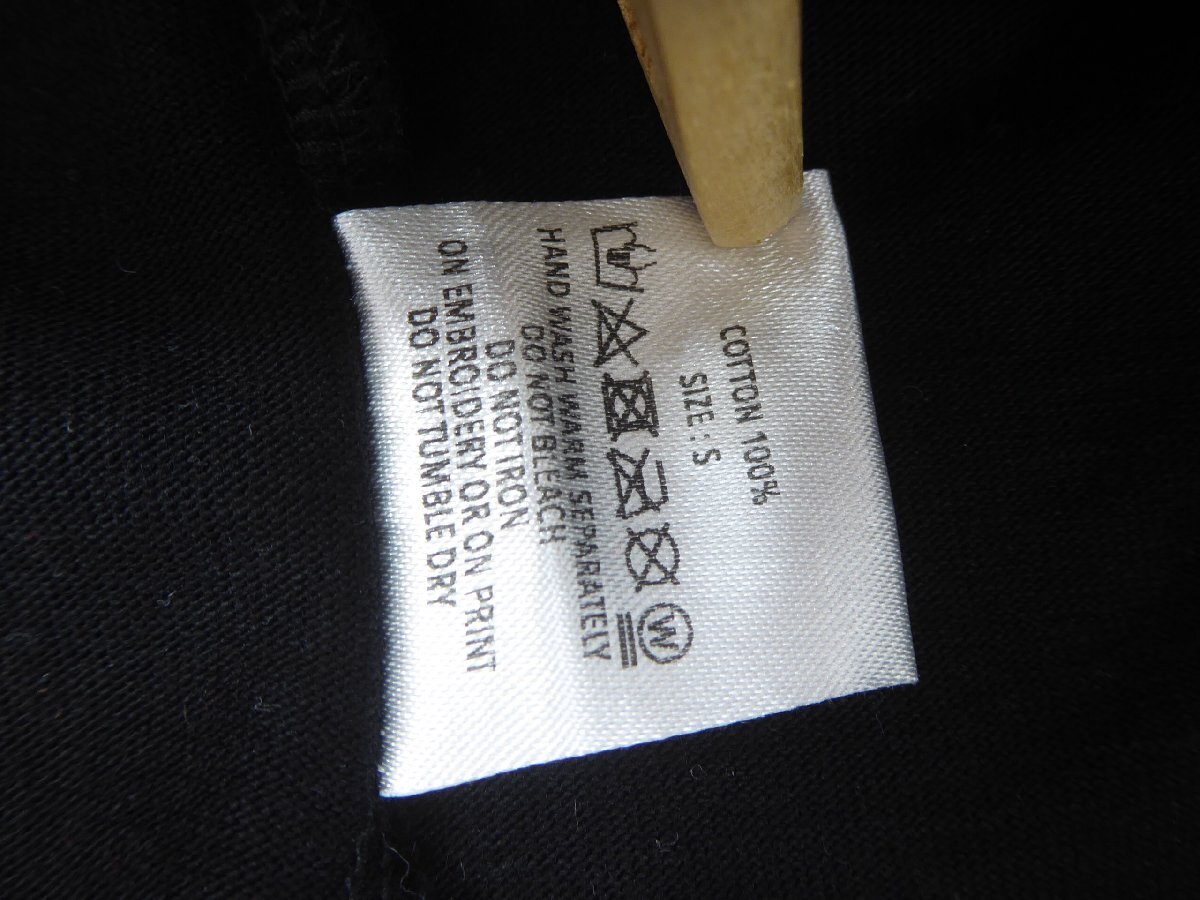 COTTON 100%
SIZE : S
W
HAND WASH WARM SEPARATELY
DO NOT BLEACH
DO NOT IRON
ON EMBROIDERY OR ON PRINT
DO NOT TUMBLE DRY